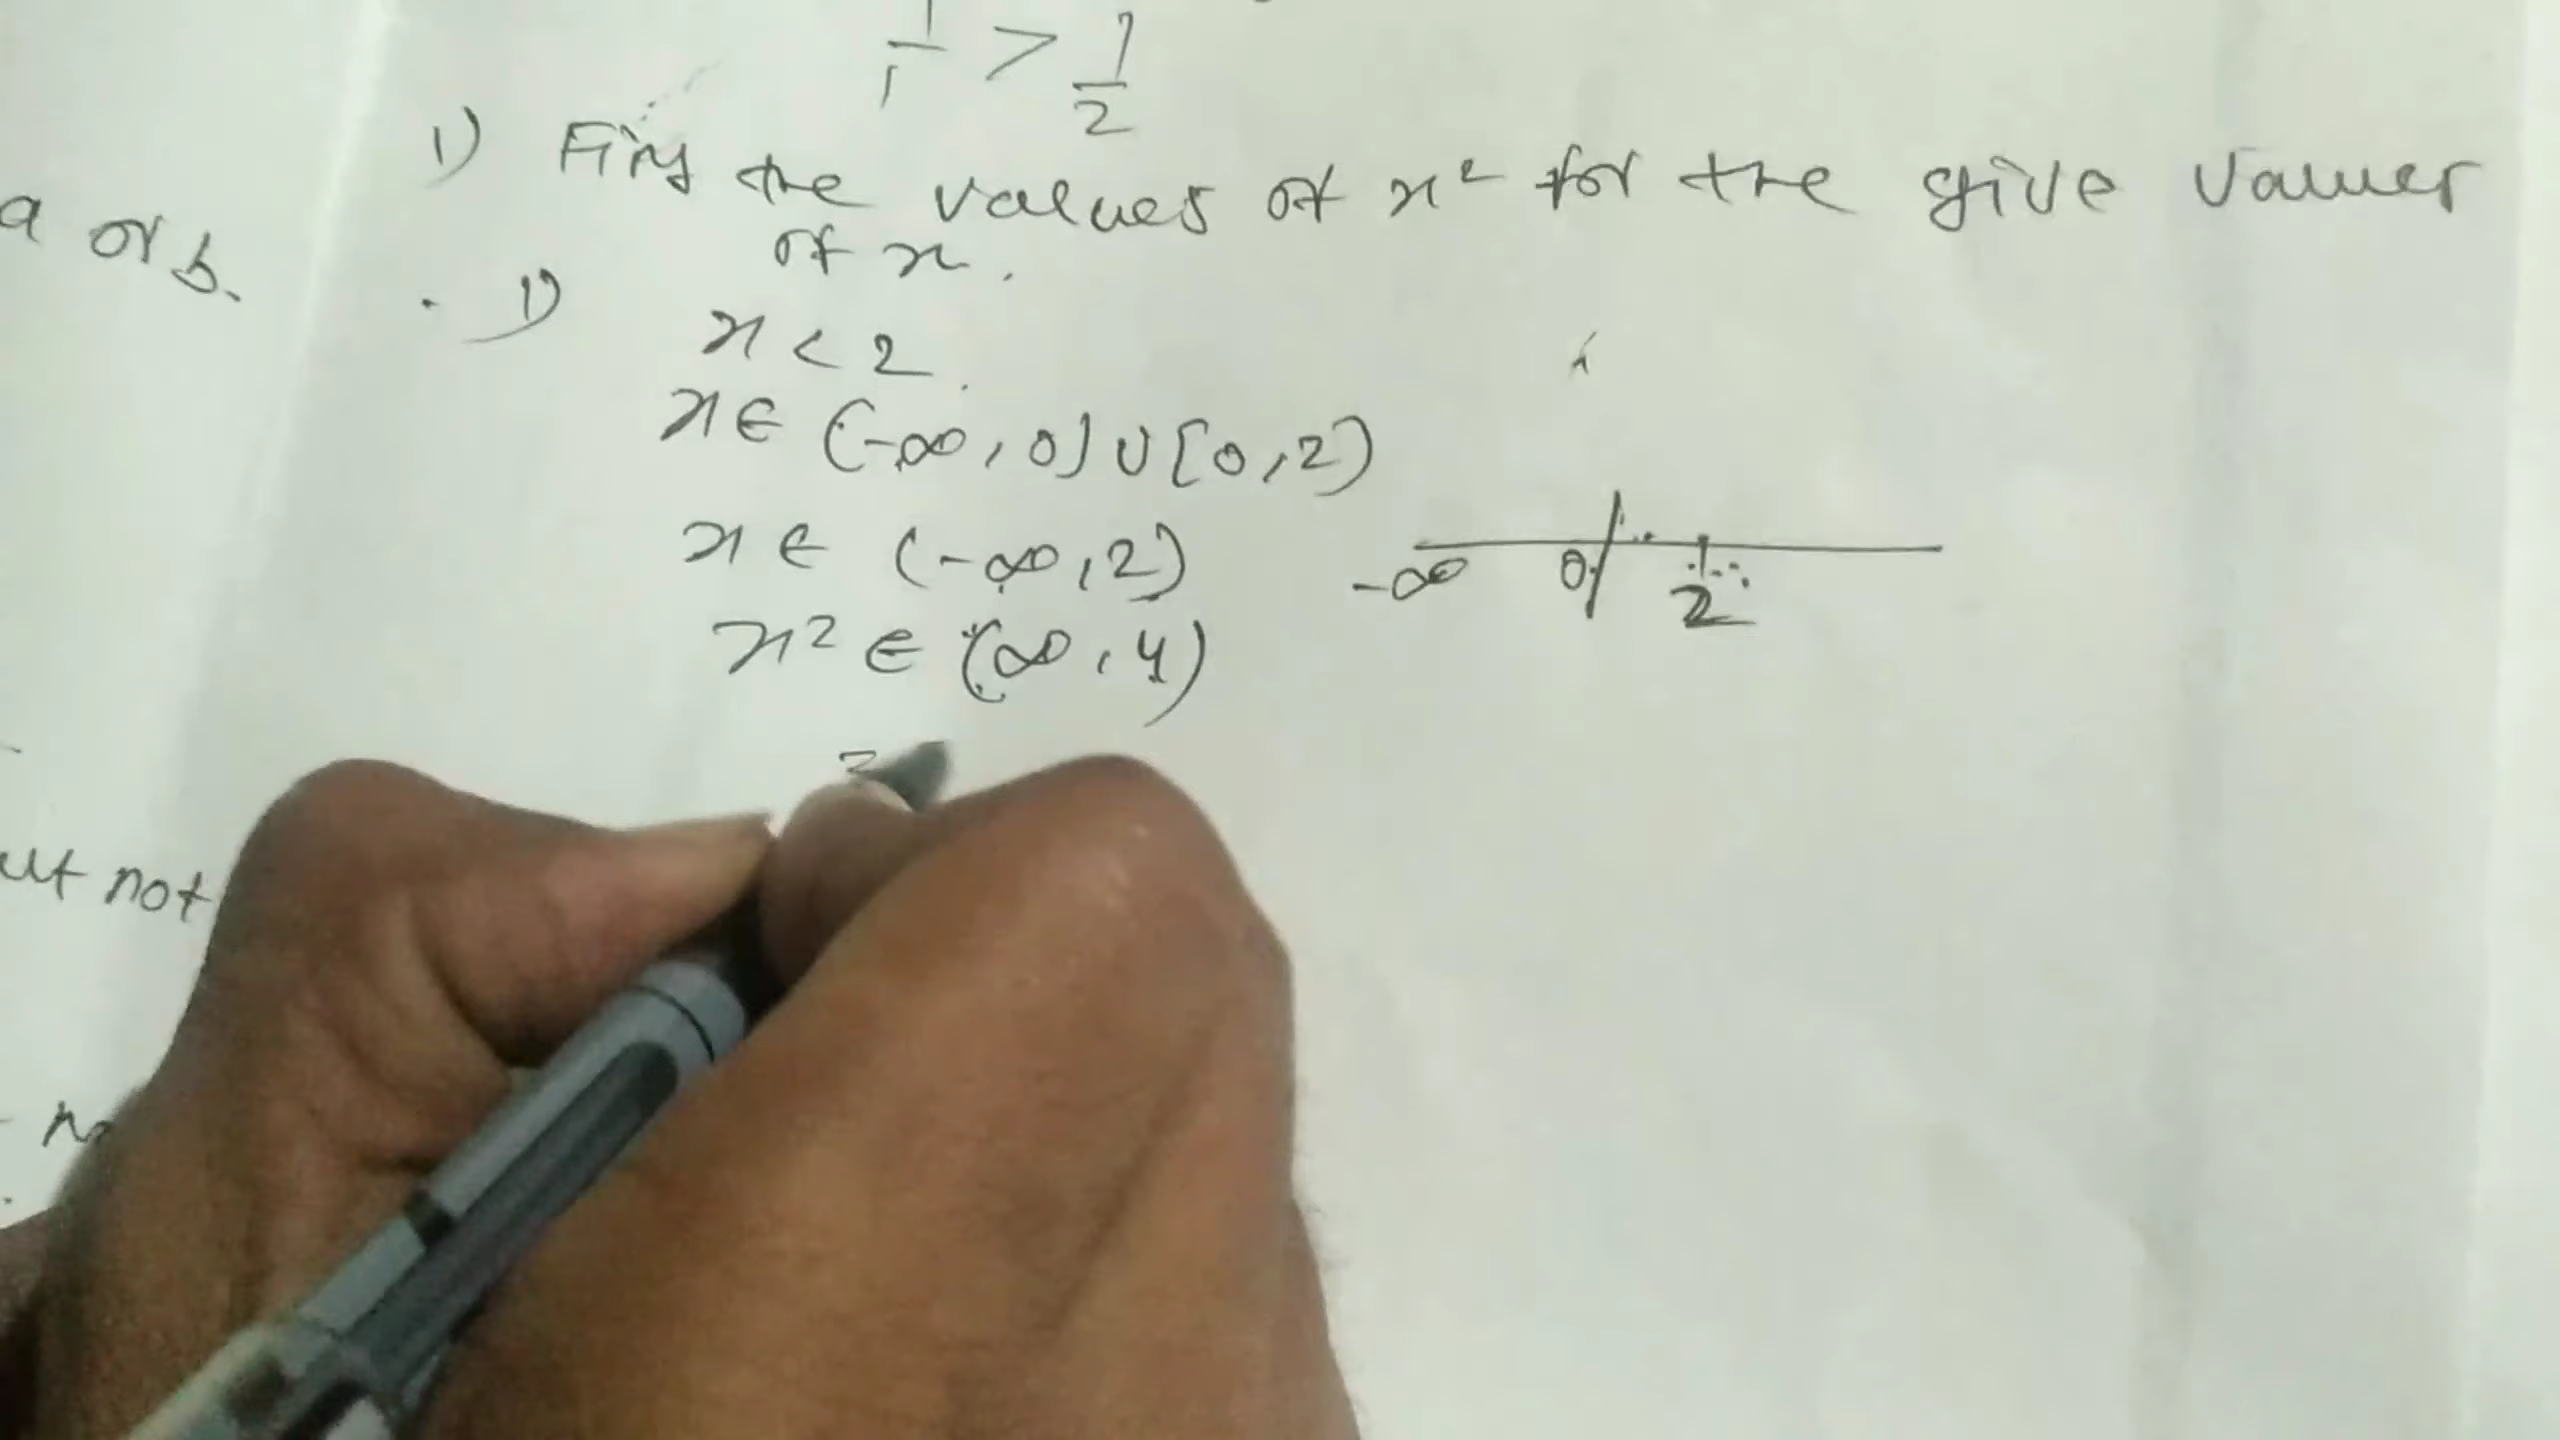 1/1 > 1/2
1) Find the values of x² for the give values
of x.
a or b.
1)
x < 2.
x ∈ (-∞, 0] ∪ [0, 2)
x ∈ (-∞, 2)
-∞ 0 2
x² ∈ (∞, 4)
ut not